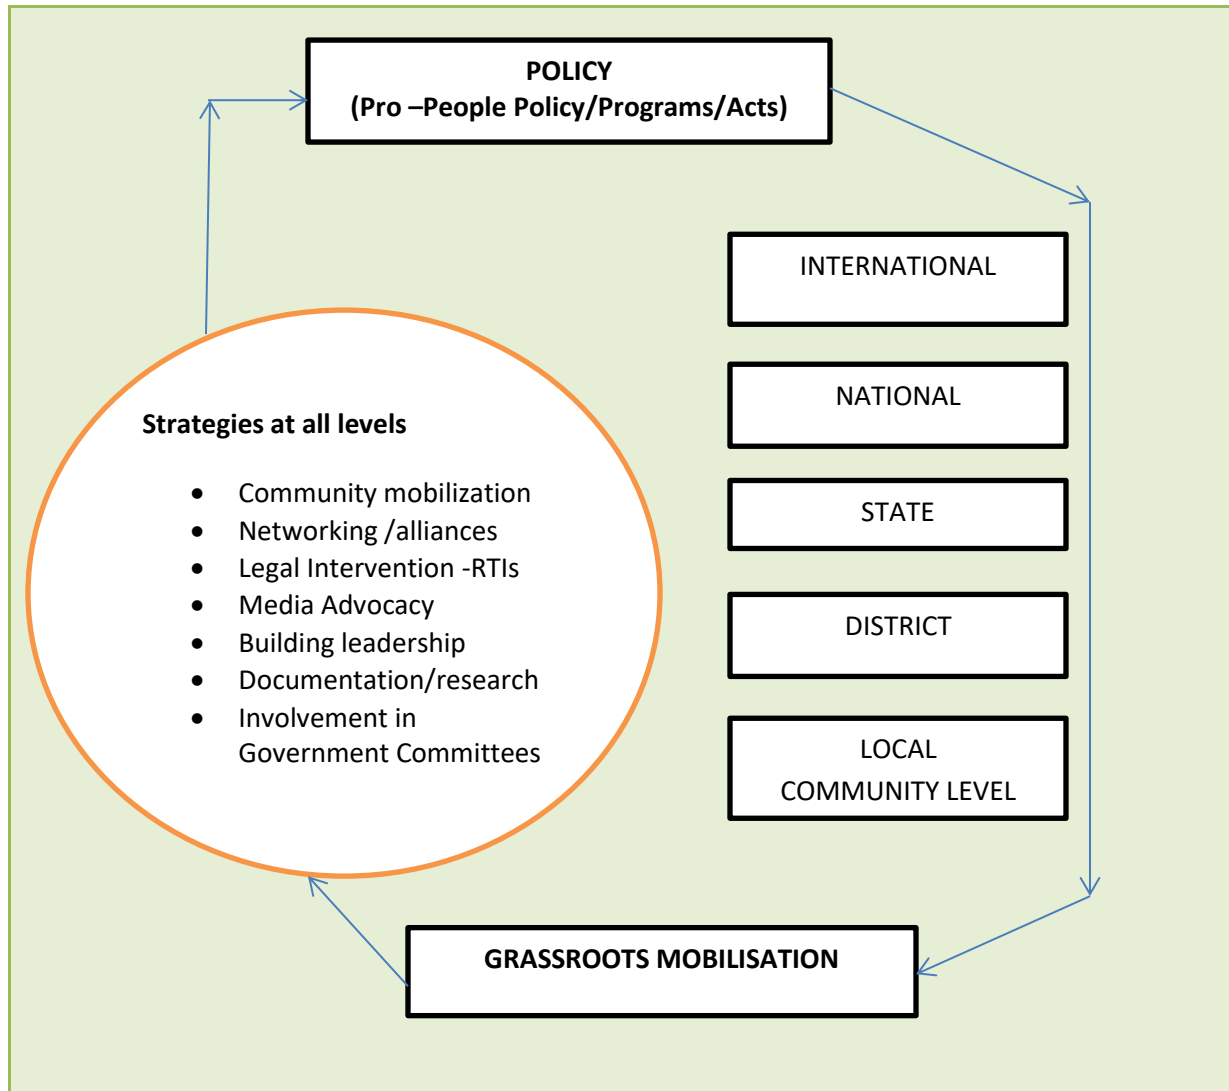 POLICY
(Pro –People Policy/Programs/Acts)
INTERNATIONAL
NATIONAL
STATE
DISTRICT
LOCAL
COMMUNITY LEVEL
GRASSROOTS MOBILISATION
Strategies at all levels
• Community mobilization
• Networking /alliances
• Legal Intervention -RTIs
• Media Advocacy
• Building leadership
• Documentation/research
• Involvement in
Government Committees